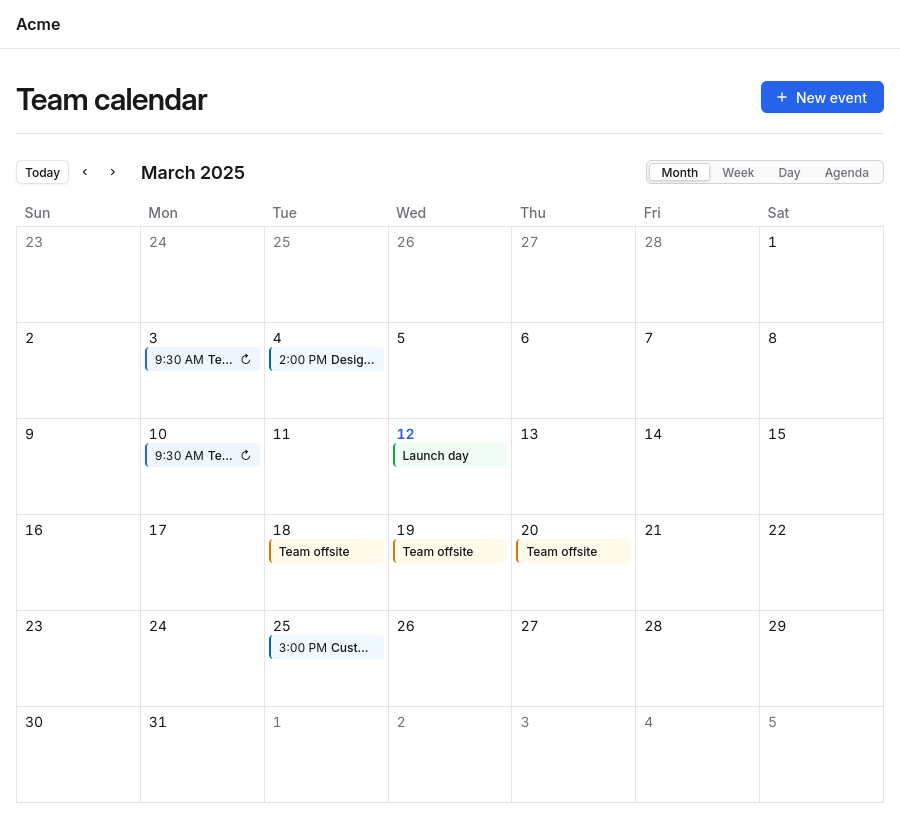 Acme
Team calendar
+ New event
Today ‹ › March 2025 Month Week Day Agenda
Sun Mon Tue Wed Thu Fri Sat
23 24 25 26 27 28 1
2 3 4 5 6 7 8
9:30 AM Te... 2:00 PM Desig...
9 10 11 12 13 14 15
9:30 AM Te... Launch day
16 17 18 19 20 21 22
Team offsite Team offsite Team offsite
23 24 25 26 27 28 29
3:00 PM Cust...
30 31 1 2 3 4 5